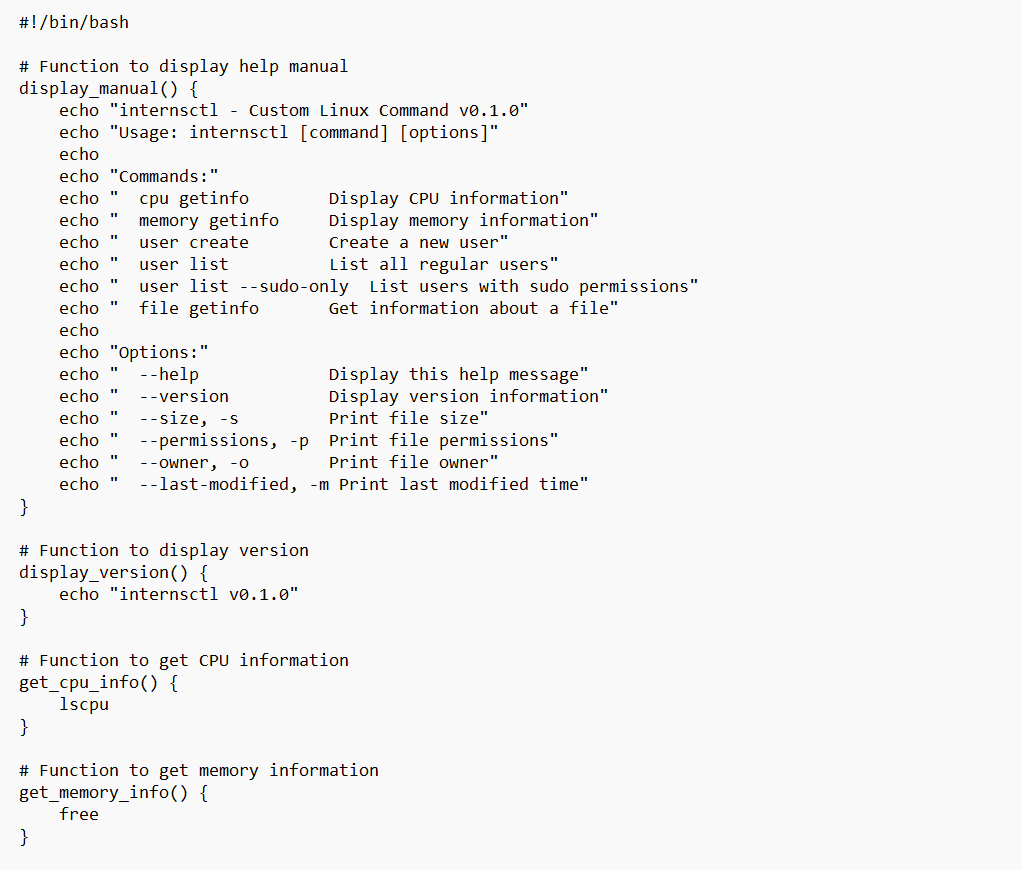 #!/bin/bash

# Function to display help manual
display_manual() {
    echo "internsctl - Custom Linux Command v0.1.0"
    echo "Usage: internsctl [command] [options]"
    echo
    echo "Commands:"
    echo "  cpu getinfo        Display CPU information"
    echo "  memory getinfo     Display memory information"
    echo "  user create        Create a new user"
    echo "  user list          List all regular users"
    echo "  user list --sudo-only  List users with sudo permissions"
    echo "  file getinfo       Get information about a file"
    echo
    echo "Options:"
    echo "  --help             Display this help message"
    echo "  --version          Display version information"
    echo "  --size, -s         Print file size"
    echo "  --permissions, -p  Print file permissions"
    echo "  --owner, -o        Print file owner"
    echo "  --last-modified, -m Print last modified time"
}

# Function to display version
display_version() {
    echo "internsctl v0.1.0"
}

# Function to get CPU information
get_cpu_info() {
    lscpu
}

# Function to get memory information
get_memory_info() {
    free
}